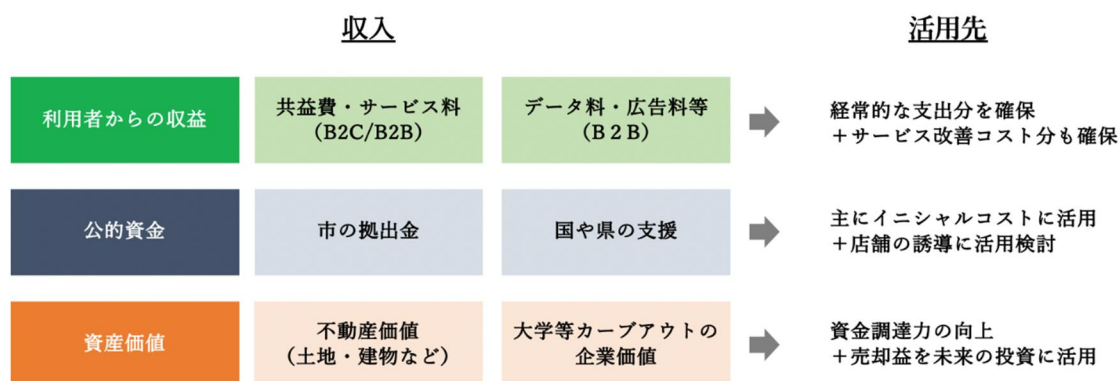 収入
活用先
利用者からの収益
共益費・サービス料
(B2C/B2B)
データ料・広告料等
(Ｂ２Ｂ)
経常的な支出分を確保
＋サービス改善コスト分も確保
公的資金
市の拠出金
国や県の支援
主にイニシャルコストに活用
＋店舗の誘導に活用検討
資産価値
不動産価値
（土地・建物など）
大学等カーブアウトの
企業価値
資金調達力の向上
＋売却益を未来の投資に活用